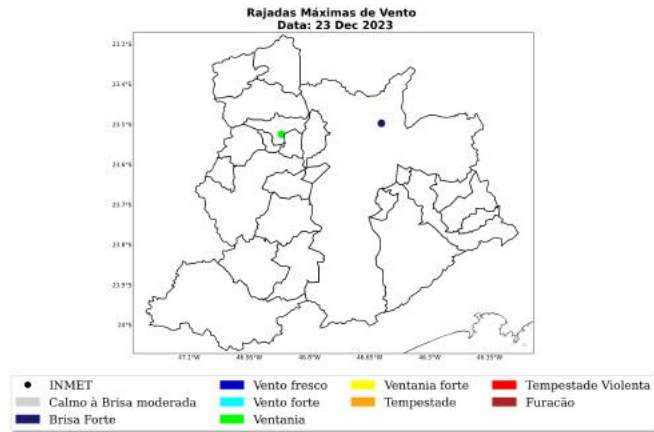 Rajadas Máximas de Vento
Data: 23 Dec 2023
23.3°S
23.4°S
23.5°S
23.6°S
23.7°S
23.8°S
23.9°S
24°S
47.1°W 46.95°W 46.8°W 46.65°W 46.5°W 46.35°W
INMET
Calmo à Brisa moderada
Brisa Forte
Vento fresco
Vento forte
Ventania
Ventania forte
Tempestade
Tempestade Violenta
Furacão